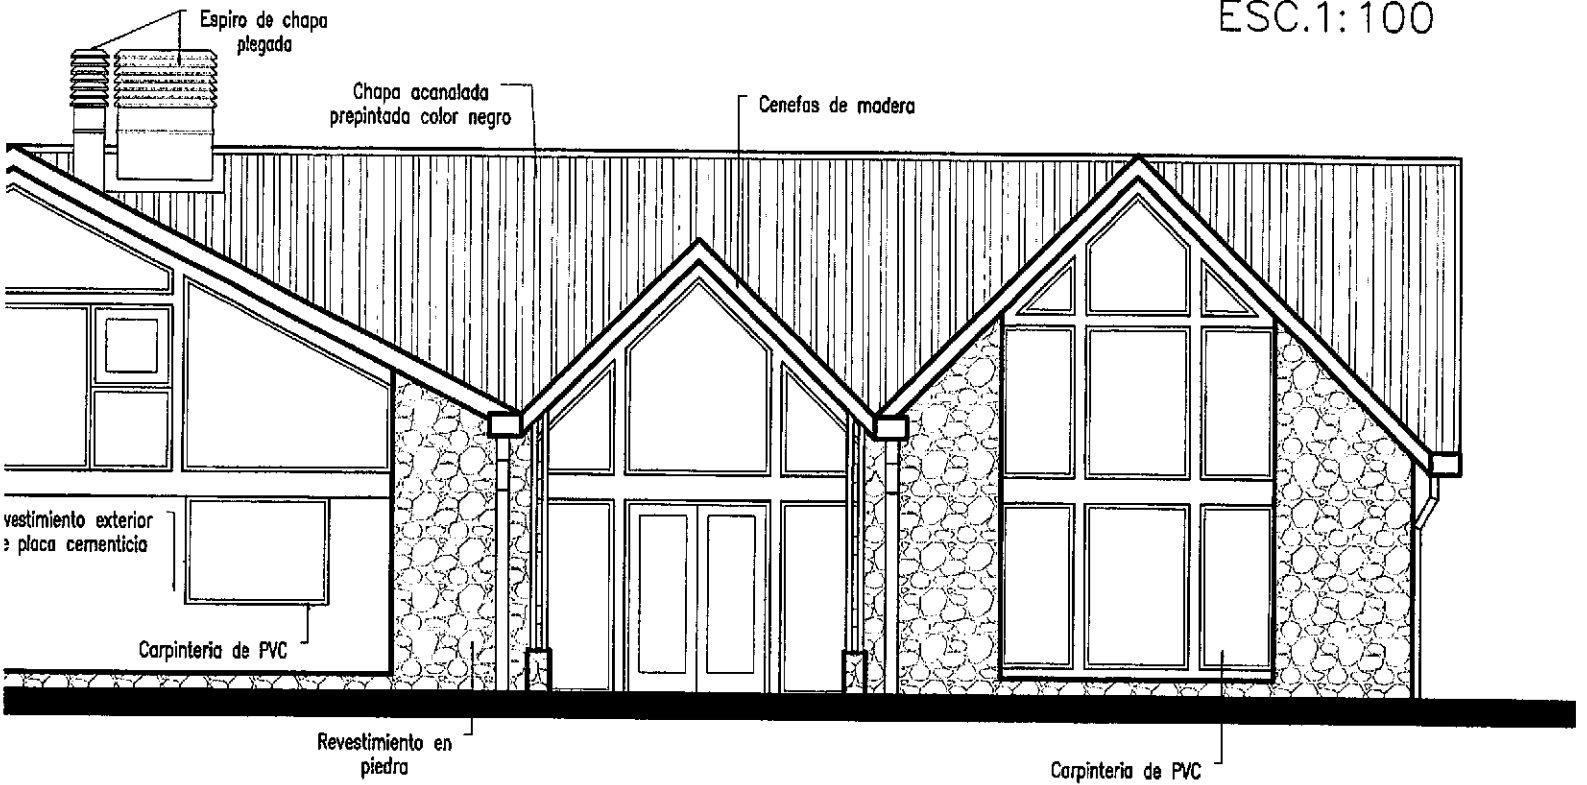 ESC.1:100
Espiro de chapa
plegada
Chapa acanalada
prepintada color negro
Cenefas de madera
vestimiento exterior
e placa cementicia
Carpinteria de PVC
Revestimiento en
piedra
Carpinteria de PVC